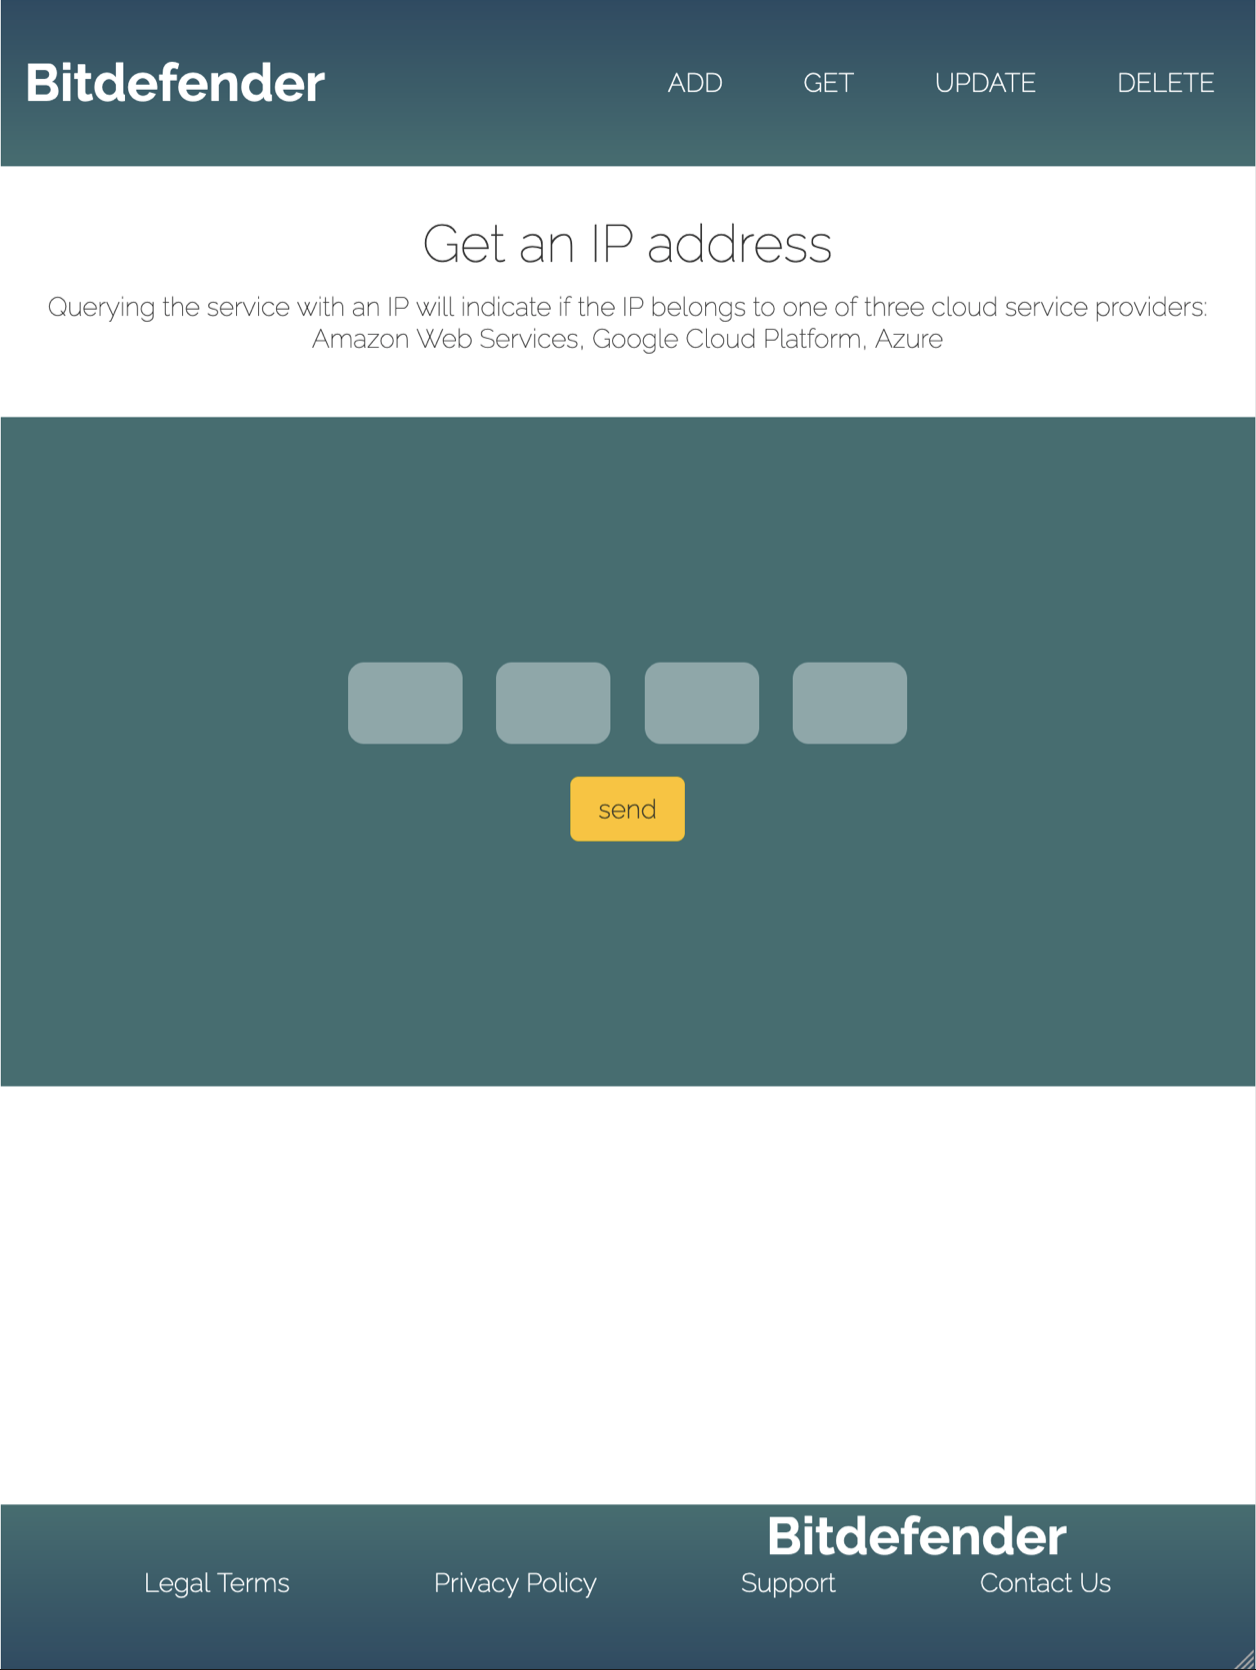 Bitdefender
ADD
GET
UPDATE
DELETE
Get an IP address
Querying the service with an IP will indicate if the IP belongs to one of three cloud service providers:
Amazon Web Services, Google Cloud Platform, Azure
send
Bitdefender
Legal Terms
Privacy Policy
Support
Contact Us